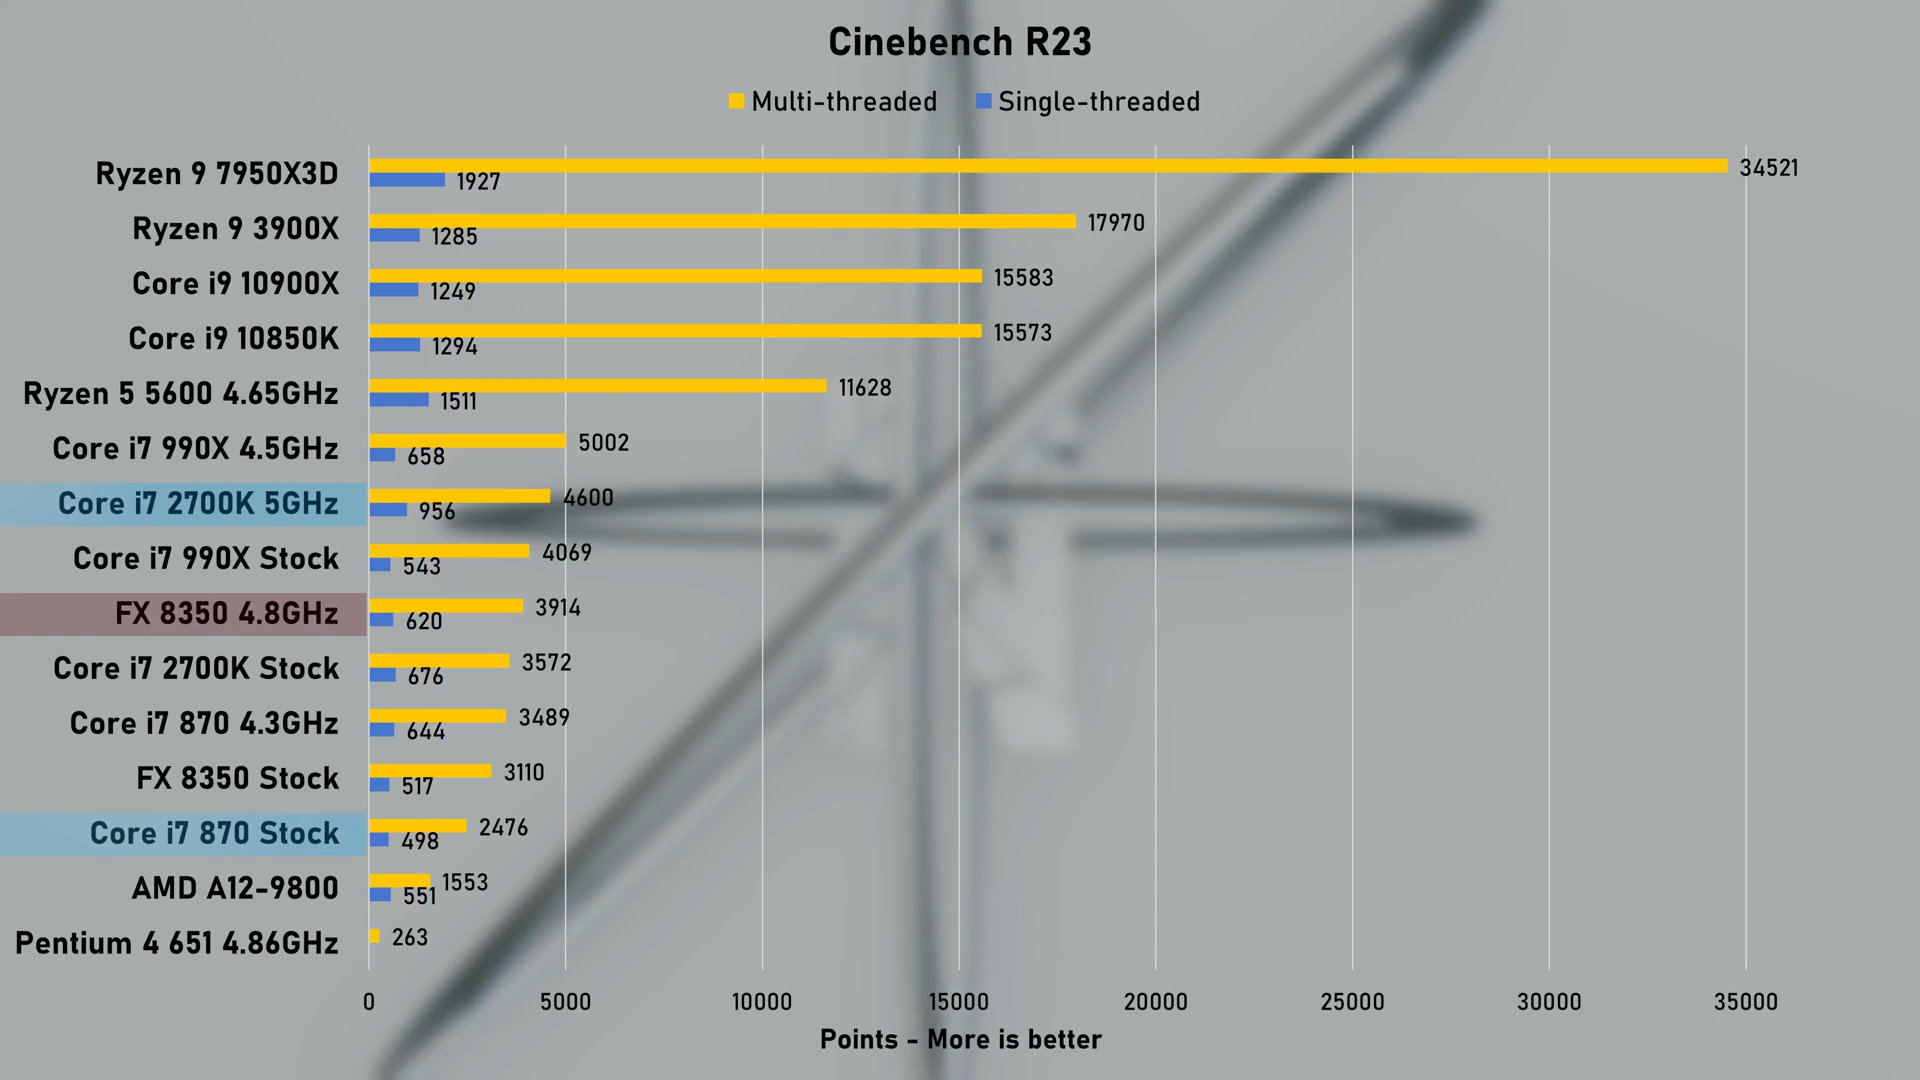 Cinebench R23
Multi-threaded Single-threaded
Ryzen 9 7950X3D 34521
1927
Ryzen 9 3900X 17970
1285
Core i9 10900X 15583
1249
Core i9 10850K 15573
1294
Ryzen 5 5600 4.65GHz 11628
1511
Core i7 990X 4.5GHz 5002
658
Core i7 2700K 5GHz 4600
956
Core i7 990X Stock 4069
543
FX 8350 4.8GHz 3914
620
Core i7 2700K Stock 3572
676
Core i7 870 4.3GHz 3489
644
FX 8350 Stock 3110
517
Core i7 870 Stock 2476
498
AMD A12-9800 1553
551
Pentium 4 651 4.86GHz 263
0 5000 10000 15000 20000 25000 30000 35000
Points - More is better